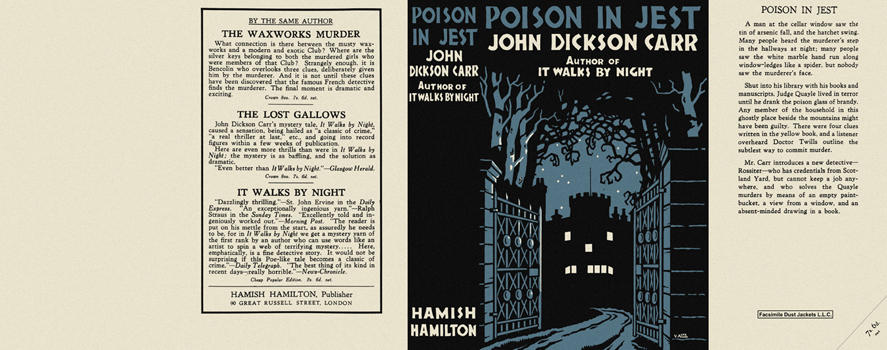 BY THE SAME AUTHOR
THE WAXWORKS MURDER
What connection is there between the musty wax-
works and a modern and exotic Club? Where are the
silver keys belonging to both the murdered girls who
were members of that Club? Strangely enough, it is
Bencolin who overlooks three clues, deliberately given
him by the murderer. And it is not until these clues
have been discovered that the famous French detective
finds the murderer. The final moment is dramatic and
exciting.
Crown 8vo. 7s. 6d. net.
THE LOST GALLOWS
John Dickson Carr's mystery tale, It Walks by Night,
caused a sensation, being hailed as "a classic of crime,"
"a real thriller at last," etc., and going into record
figures within a few weeks of publication.
Here are even more thrills than were in It Walks by
Night; the mystery is as baffling, and the solution as
dramatic.
"Even better than It Walks by Night."—Glasgow Herald.
Crown 8vo. 7s. 6d. net.
IT WALKS BY NIGHT
"Dazzlingly thrilling."—St. John Ervine in the Daily
Express. "An exceptionally ingenious yarn."—Ralph
Straus in the Sunday Times. "Excellently told and in-
geniously worked out."—Morning Post. "The reader is
put on his mettle from the start, as assuredly he needs
to be, for in It Walks by Night we get a mystery yarn of
the first rank by an author who can use words like an
artist to spin a web of terrifying mystery..... Here,
emphatically, is a fine detective story. It would not be
surprising if this Poe-like tale becomes a classic of
crime."—Daily Telegraph. "The best thing of its kind in
recent days—really horrible."—News-Chronicle.
Cheap Popular Edition. 3s. 6d. net.
HAMISH HAMILTON, Publisher
90 GREAT RUSSELL STREET, LONDON
POISON
IN JEST
JOHN
DICKSON CARR
AUTHOR OF
IT WALKS BY NIGHT
HAMISH
HAMILTON
POISON IN JEST
JOHN DICKSON CARR
AUTHOR OF
IT WALKS BY NIGHT
POISON IN JEST
A man at the cellar window saw the
tin of arsenic fall, and the hatchet swing.
Many people heard the murderer's step
in the hallways at night; many people
saw the white marble hand run along
window-ledges like a spider, but nobody
saw the murderer's face.
Shut into his library with his books and
manuscripts, Judge Quayle lived in terror
until he drank the poison glass of brandy.
Any member of the household in this
ghostly place beside the mountains might
have been guilty. There were four clues
written in the yellow book, and a listener
overheard Doctor Twills outline the
subtlest way to commit murder.
Mr. Carr introduces a new detective—
Rossiter—who has credentials from Scot-
land Yard, but cannot keep a job any-
where, and who solves the Quayle
murders by means of an empty paint-
bucket, a view from a window, and an
absent-minded drawing in a book.
Facsimile Dust Jackets L.L.C.
7s. 6d.
net